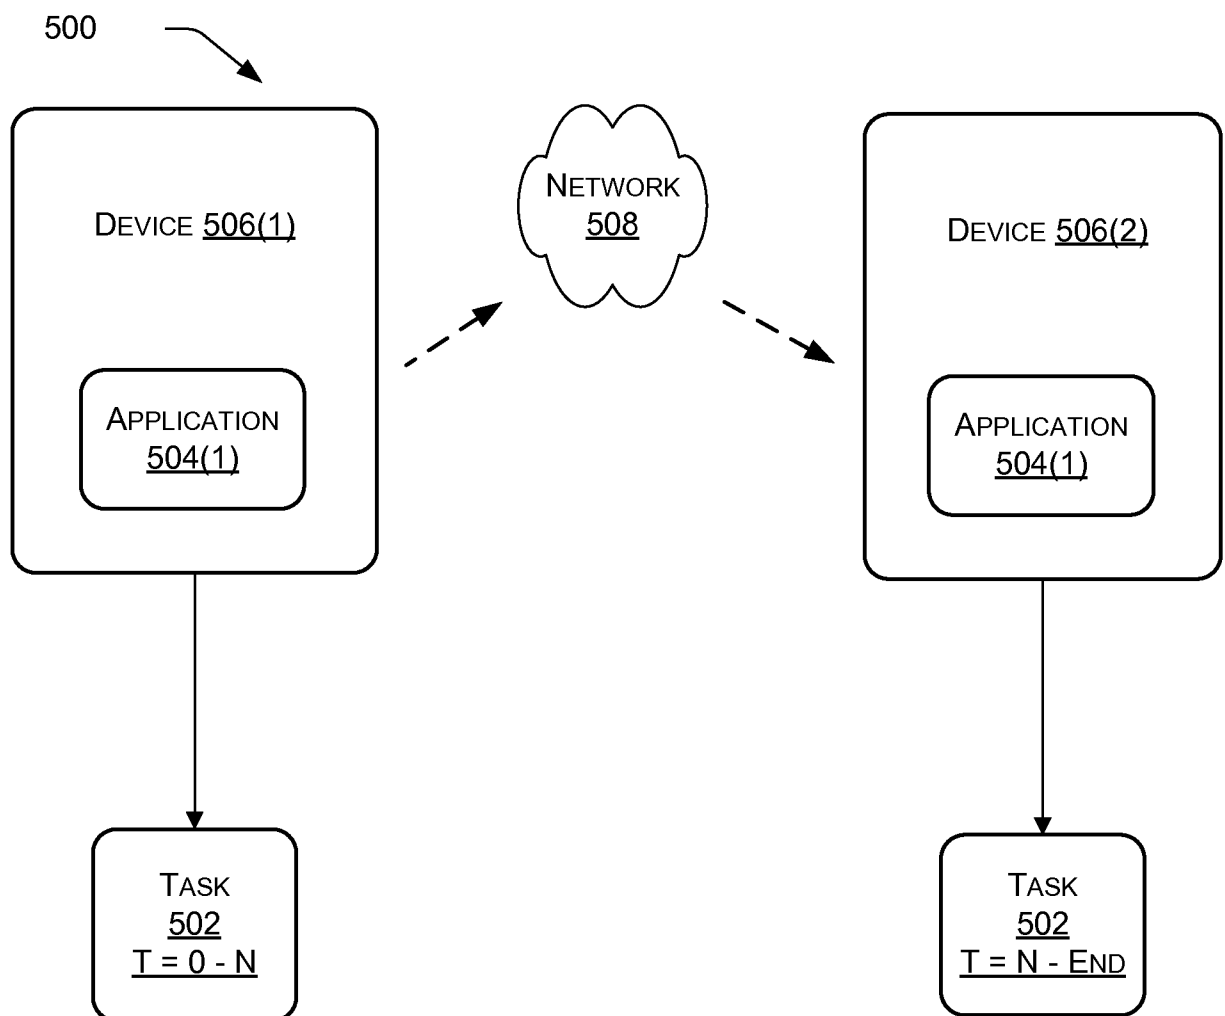 500
NETWORK
508
DEVICE 506(1)
DEVICE 506(2)
APPLICATION
504(1)
APPLICATION
504(1)
TASK
502
T = 0 - N
TASK
502
T = N - END